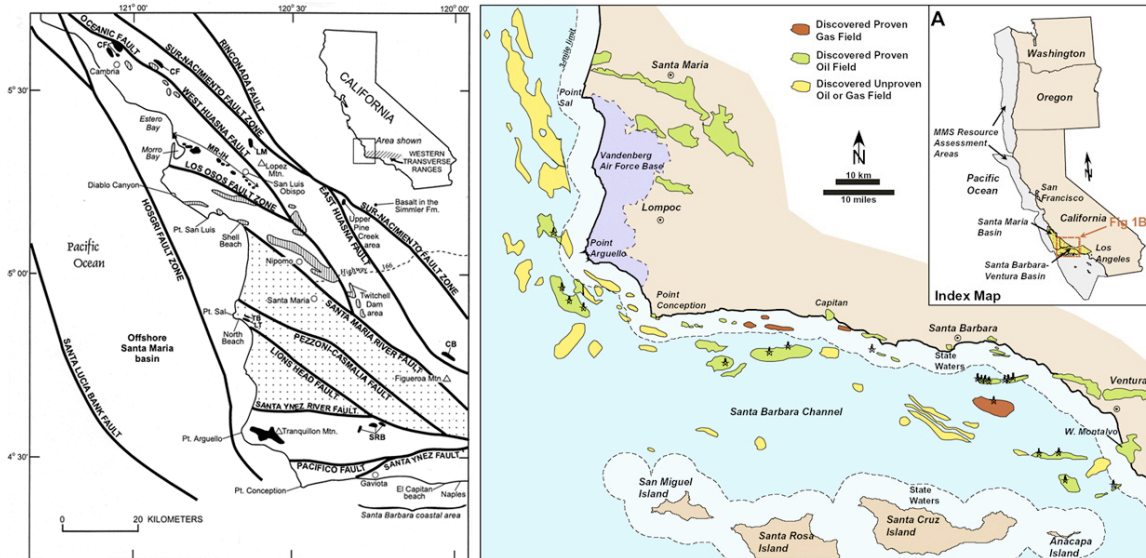 121°00'
120°30'
120°00'
5°30'
5°00'
4°30'
OCEANIC FAULT
CF
Cambria
CF
SUR-NACIMIENTO FAULT ZONE
RINCONADA FAULT
WEST HUASNA FAULT
Estero
Bay
Morro
Bay
MR-IH
LM
Lopez
Mtn.
San Luis
Obispo
LOS OSOS FAULT ZONE
Diablo Canyon
Pt. San Luis
Shell
Beach
HOSGRI FAULT ZONE
EAST HUASNA FAULT
SUR-NACIMIENTO FAULT ZONE
Basalt in the
Simmler Fm.
Upper
Pine
Creek
area
Highway 166
Nipomo
Twitchell
Dam
area
Santa Maria
SANTA MARIA RIVER FAULT
Pacific
Ocean
Pt. Sal
TB
LT
North
Beach
Offshore
Santa Maria
basin
PEZZONI-CASMALIA FAULT
LIONS HEAD FAULT
CB
Figueroa Mtn.
SANTA LUCIA BANK FAULT
SANTA YNEZ RIVER FAULT
Pt. Arguello
Tranquillon Mtn.
SRB
PACIFICO FAULT
SANTA YNEZ FAULT
Pt. Conception
Gaviota
El Capitan
beach
Naples
Santa Barbara coastal area
0 20 KILOMETERS
CALIFORNIA
Area shown
WESTERN
TRANSVERSE
RANGES
Discovered Proven
Gas Field
Discovered Proven
Oil Field
Discovered Unproven
Oil or Gas Field
N
10 km
10 miles
Santa Maria
Point
Sal
Vandenberg
Air Force Base
Lompoc
Point
Arguello
Point
Conception
Capitan
Santa Barbara
State
Waters
Ventura
W. Montalvo
Santa Barbara Channel
San Miguel
Island
Santa Rosa
Island
State
Waters
Santa Cruz
Island
Anacapa
Island
A
Washington
Oregon
MMS Resource
Assessment
Areas
N
Pacific
Ocean
San
Francisco
California
Santa Maria
Basin
Fig 1B
Los
Angeles
Santa Barbara-
Ventura Basin
Index Map